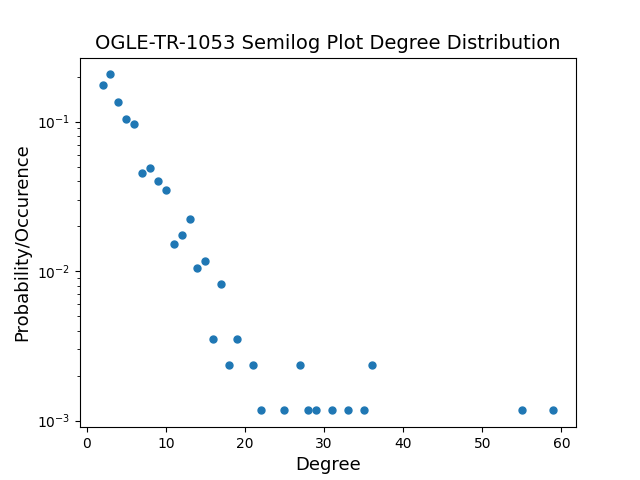 OGLE-TR-1053 Semilog Plot Degree Distribution
Probability/Occurence
10⁻¹
10⁻²
10⁻³
0 10 20 30 40 50 60
Degree